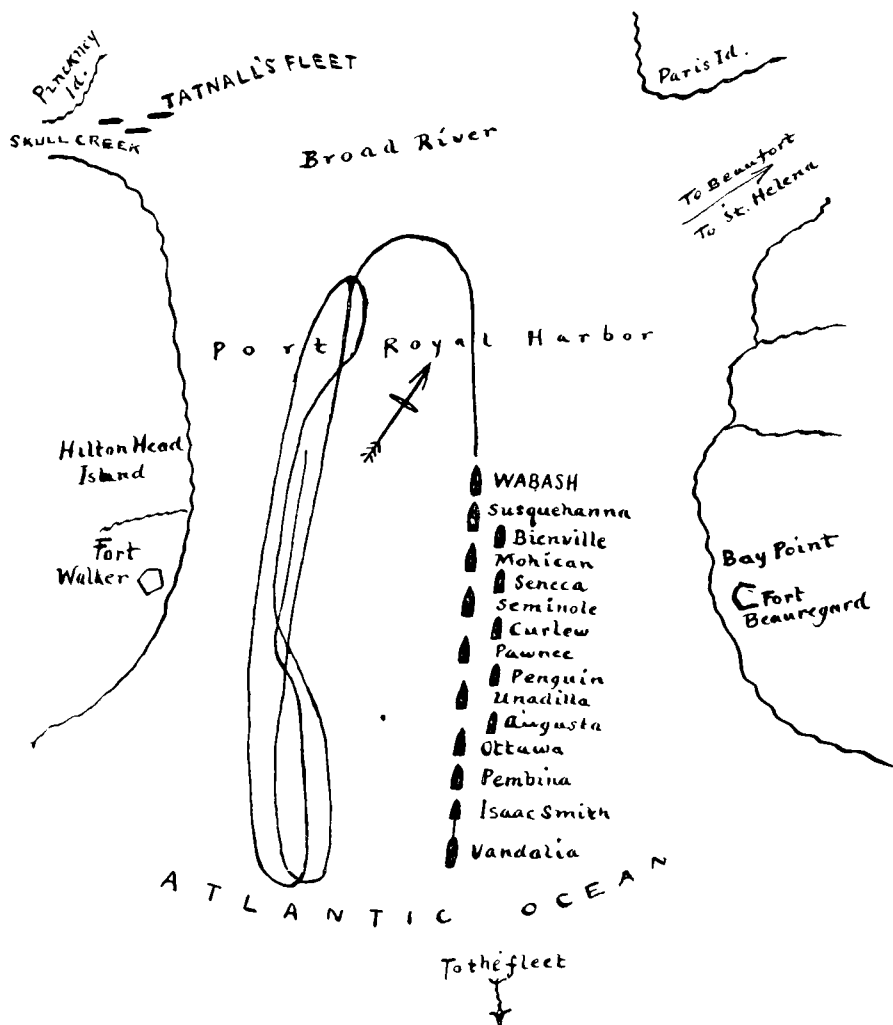 Pinckney
Id.
TATNALL'S FLEET
SKULL CREEK
Broad River
Paris Id.
To Beaufort
To St. Helena
Port Royal Harbor
Hilton Head
Island
Fort
Walker
WABASH
Susquehanna
Bienville
Mohican
Seneca
Seminole
Curlew
Pawnee
Penguin
Unadilla
Augusta
Ottawa
Pembina
Isaac Smith
Vandalia
Bay Point
Fort
Beauregard
ATLANTIC OCEAN
To the fleet